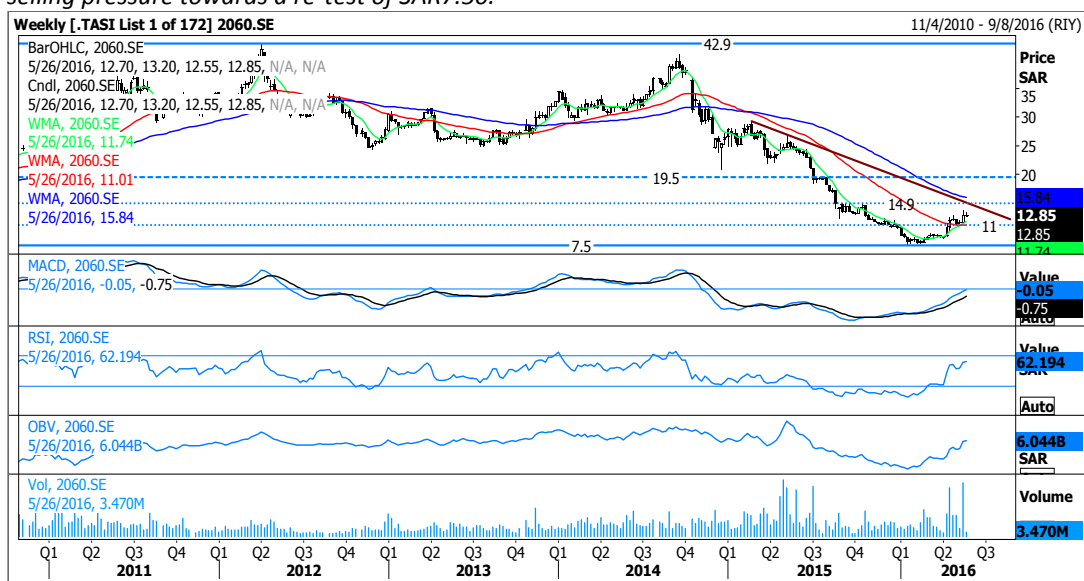 selling pressure towards a re-test of SAR7.50.
Weekly [.TASI List 1 of 172] 2060.SE 11/4/2010 - 9/8/2016 (RIY)
BarOHLC, 2060.SE
5/26/2016, 12.70, 13.20, 12.55, 12.85, N/A, N/A
Cndl, 2060.SE
5/26/2016, 12.70, 13.20, 12.55, 12.85, N/A, N/A
WMA, 2060.SE
5/26/2016, 11.74
WMA, 2060.SE
5/26/2016, 11.01
WMA, 2060.SE
5/26/2016, 15.84
42.9
19.5
14.9
11
7.5
Price
SAR
35
30
25
20
15.84
12.85
12.85
11.74
MACD, 2060.SE
5/26/2016, -0.05, -0.75
Value
-0.05
-0.75
Auto
RSI, 2060.SE
5/26/2016, 62.194
Value
62.194
SAR
Auto
OBV, 2060.SE
5/26/2016, 6.044B
6.044B
SAR
Vol, 2060.SE
5/26/2016, 3.470M
Volume
3.470M
Q1 Q2 Q3 Q4 Q1 Q2 Q3 Q4 Q1 Q2 Q3 Q4 Q1 Q2 Q3 Q4 Q1 Q2 Q3 Q4 Q1 Q2 Q3
2011 2012 2013 2014 2015 2016